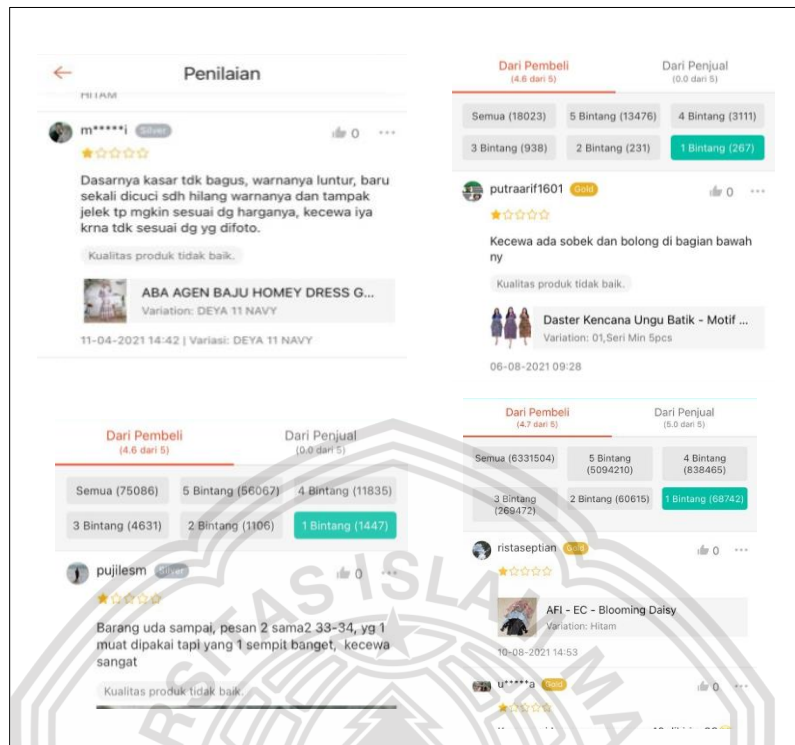 Penilaian
HITAM
m*****i Silver 0
Dasarnya kasar tdk bagus, warnanya luntur, baru
sekali dicuci sdh hilang warnanya dan tampak
jelek tp mgkin sesuai dg harganya, kecewa iya
krna tdk sesuai dg yg difoto.
Kualitas produk tidak baik.
ABA AGEN BAJU HOMEY DRESS G...
Variation: DEYA 11 NAVY
11-04-2021 14:42 | Variasi: DEYA 11 NAVY
Dari Pembeli Dari Penjual
(4.6 dari 5) (0.0 dari 5)
Semua (18023) 5 Bintang (13476) 4 Bintang (3111)
3 Bintang (938) 2 Bintang (231) 1 Bintang (267)
putraarif1601 Gold 0
Kecewa ada sobek dan bolong di bagian bawah
ny
Kualitas produk tidak baik.
Daster Kencana Ungu Batik - Motif ...
Variation: 01,Seri Min 5pcs
06-08-2021 09:28
Dari Pembeli Dari Penjual
(4.6 dari 5) (0.0 dari 5)
Semua (75086) 5 Bintang (56067) 4 Bintang (11835)
3 Bintang (4631) 2 Bintang (1106) 1 Bintang (1447)
pujilesm Silver 0
Barang uda sampai, pesan 2 sama2 33-34, yg 1
muat dipakai tapi yang 1 sempit banget, kecewa
sangat
Kualitas produk tidak baik.
Dari Pembeli Dari Penjual
(4.7 dari 5) (5.0 dari 5)
Semua (6331504) 5 Bintang (5094210) 4 Bintang (838465)
3 Bintang (269472) 2 Bintang (60615) 1 Bintang (68742)
ristaseptian Gold 0
AFI - EC - Blooming Daisy
Variation: Hitam
10-08-2021 14:53
u*****a Gold 0